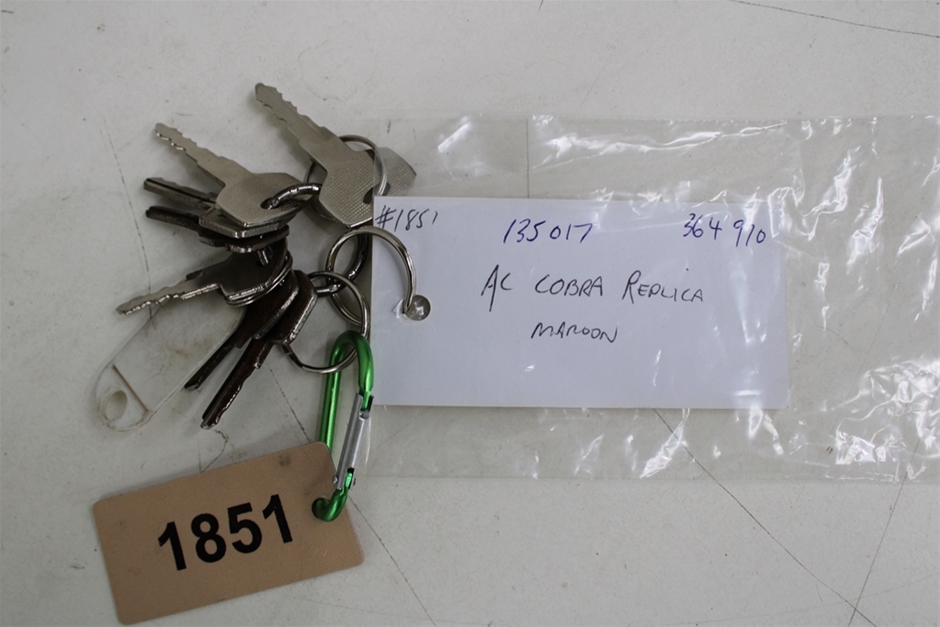 #1851 135017 364910
AC COBRA REPLICA
MAROON
1851